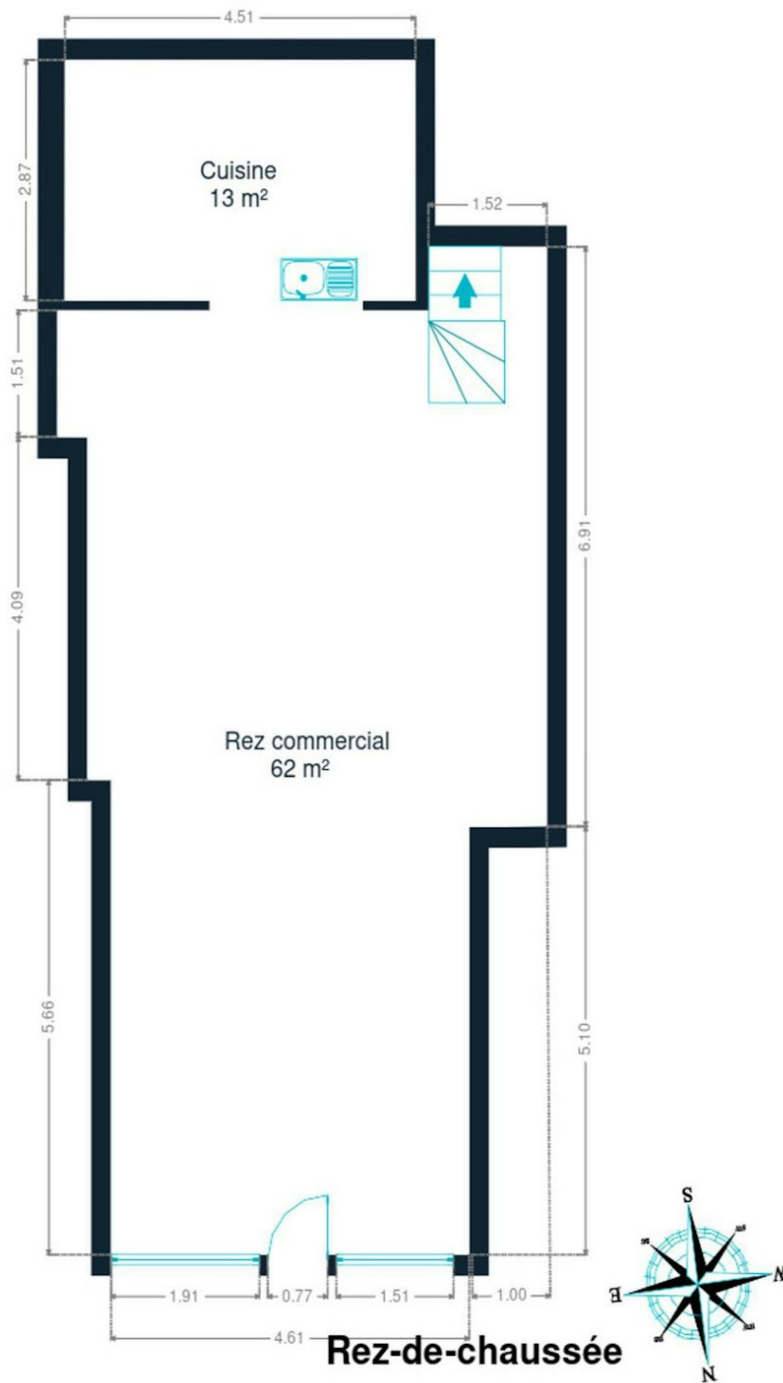 4.51
2.87
Cuisine
13 m²
1.52
1.51
6.91
4.09
Rez commercial
62 m²
5.66
5.10
1.91
0.77
1.51
1.00
4.61
Rez-de-chaussée
S
E
N